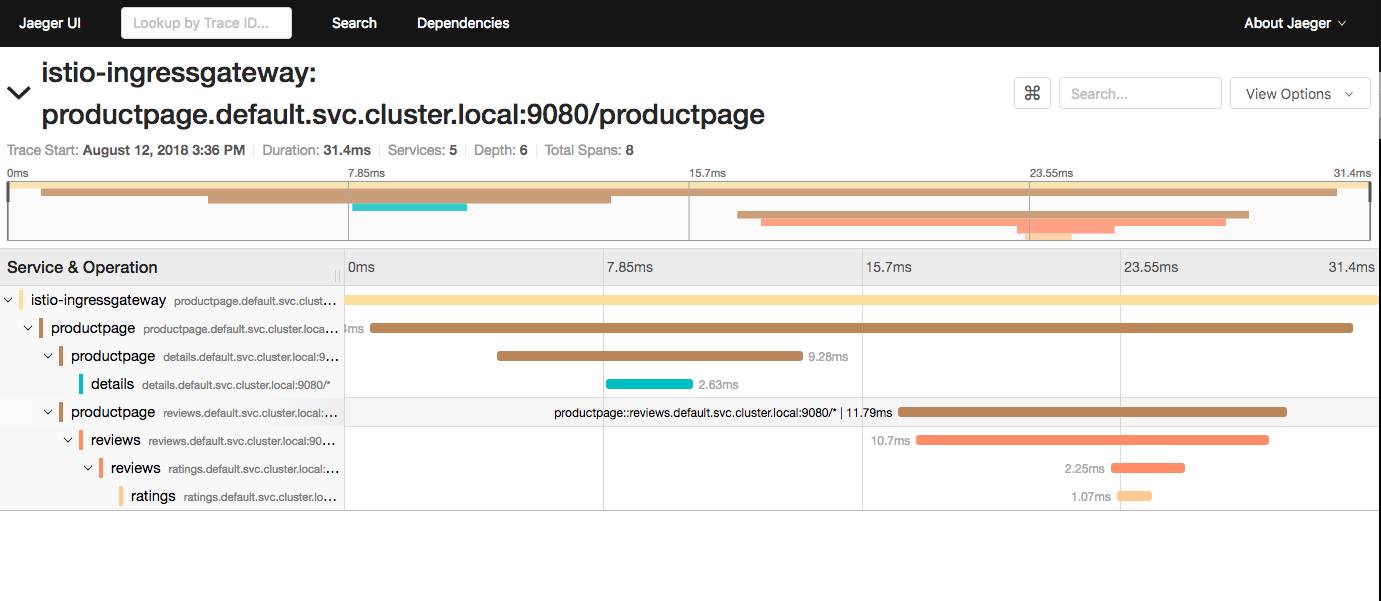 Jaeger UI Lookup by Trace ID... Search Dependencies About Jaeger
istio-ingressgateway:
productpage.default.svc.cluster.local:9080/productpage
⌘ Search... View Options
Trace Start: August 12, 2018 3:36 PM Duration: 31.4ms Services: 5 Depth: 6 Total Spans: 8
0ms 7.85ms 15.7ms 23.55ms 31.4ms
Service & Operation 0ms 7.85ms 15.7ms 23.55ms 31.4ms
istio-ingressgateway productpage.default.svc.clust...
productpage productpage.default.svc.cluster.loca...
productpage details.default.svc.cluster.local:9... 9.28ms
details details.default.svc.cluster.local:9080/* 2.63ms
productpage reviews.default.svc.cluster.local:... productpage::reviews.default.svc.cluster.local:9080/* | 11.79ms
reviews reviews.default.svc.cluster.local:90... 10.7ms
reviews ratings.default.svc.cluster.local:... 2.25ms
ratings ratings.default.svc.cluster.lo... 1.07ms